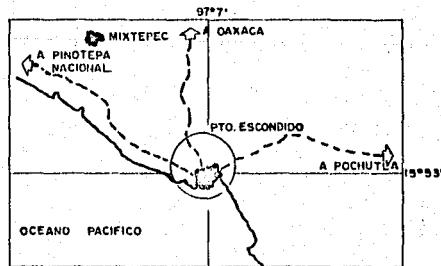 97°7'
MIXTEPEC
A OAXACA
A PINOTEPA
NACIONAL
PTO. ESCONDIDO
A POCHUTLA
15°53'
OCEANO PACIFICO